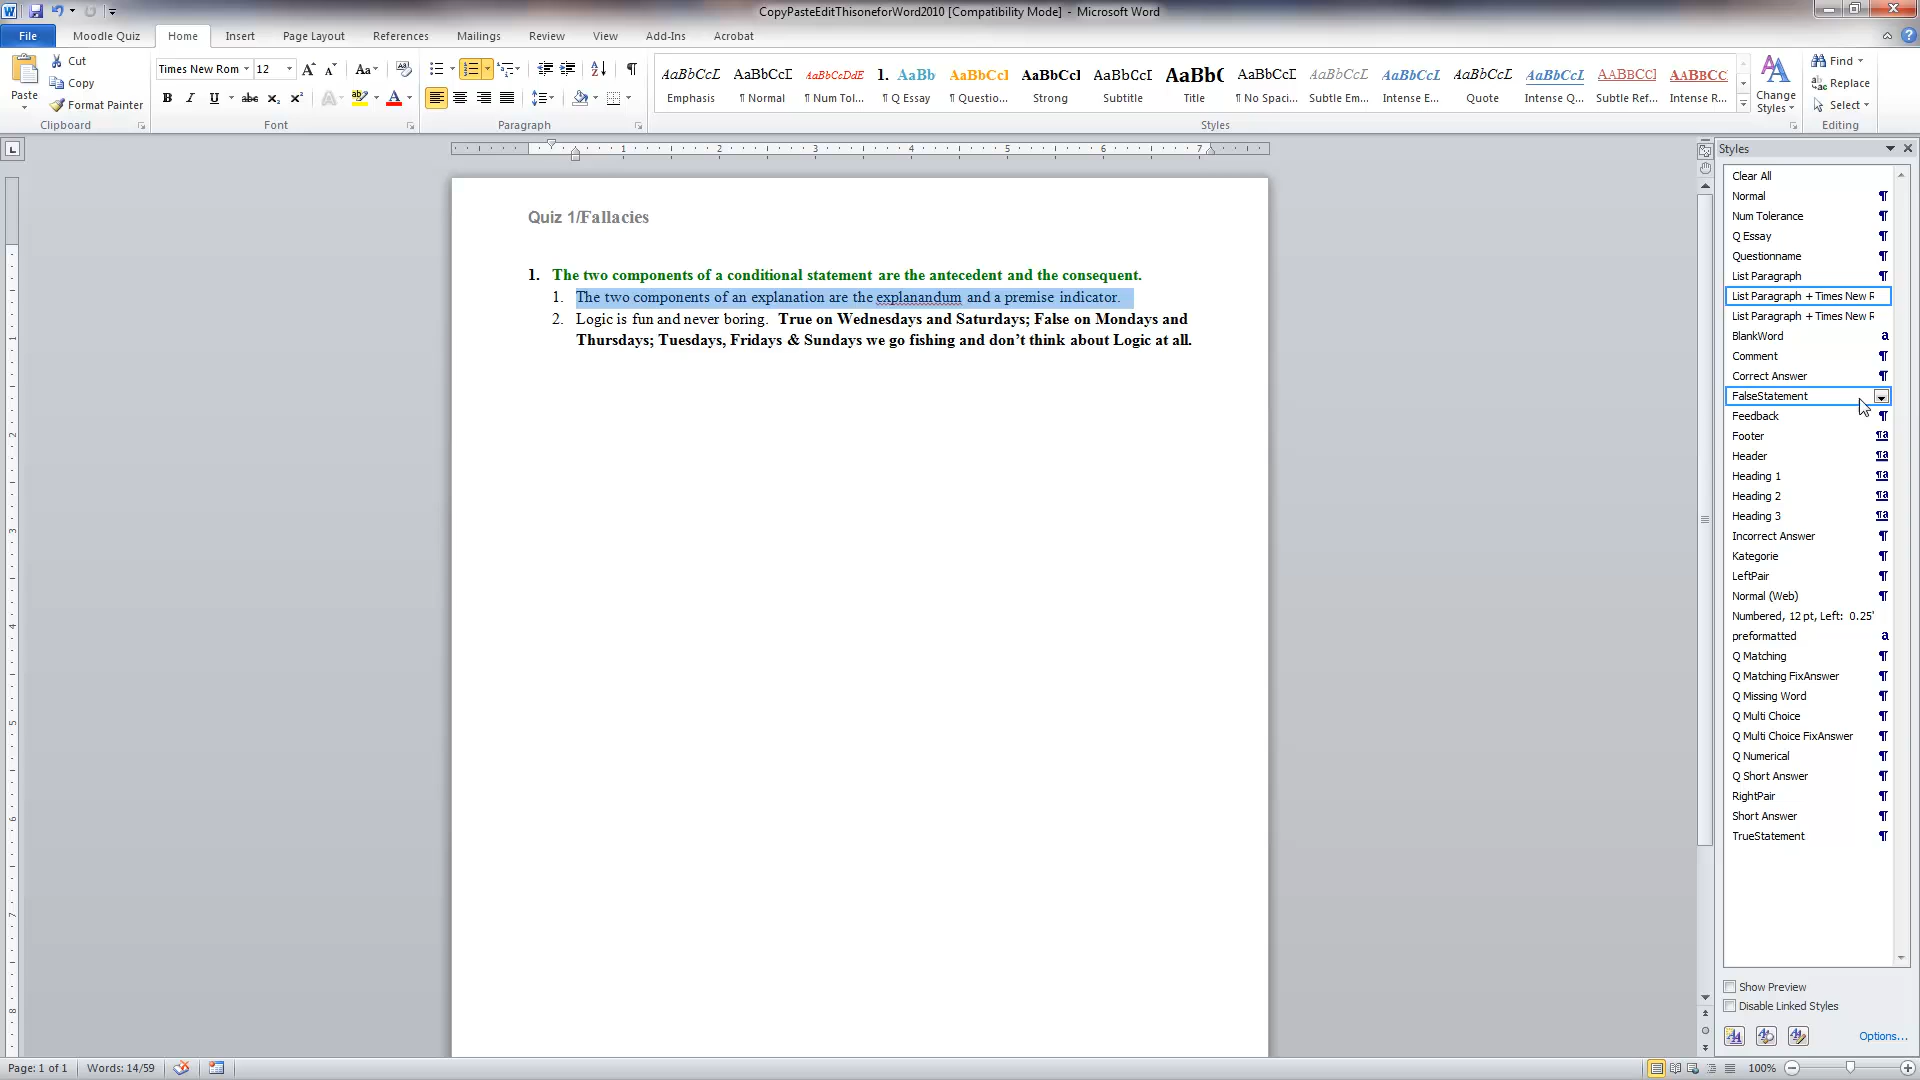 CopyPasteEditThisoneforWord2010 [Compatibility Mode] - Microsoft Word
File Moodle Quiz Home Insert Page Layout References Mailings Review View Add-Ins Acrobat
Paste
Cut
Copy
Format Painter
Clipboard
Times New Rom 12
Font
Paragraph
AaBbCcL AaBbCcL AaBbCcDdE 1. AaBb AaBbCcI AaBbCcI AaBbCcL AaBbC AaBbCcL AaBbCcL AaBbCcL AaBbCcL AaBbCcL AABBCCI AABBCC
Emphasis ¶ Normal ¶ Num Tol... ¶ Q Essay ¶ Questio... Strong Subtitle Title ¶ No Spaci... Subtle Em... Intense E... Quote Intense Q... Subtle Ref... Intense R...
Styles
Change Styles
Find
Replace
Select
Editing
1 2 3 4 5 6 7
Quiz 1/Fallacies
1. The two components of a conditional statement are the antecedent and the consequent.
1. The two components of an explanation are the explanandum and a premise indicator.
2. Logic is fun and never boring. True on Wednesdays and Saturdays; False on Mondays and
Thursdays; Tuesdays, Fridays & Sundays we go fishing and don’t think about Logic at all.
Styles
Clear All
Normal
Num Tolerance
Q Essay
Questionname
List Paragraph
List Paragraph + Times New R
List Paragraph + Times New R
BlankWord
Comment
Correct Answer
FalseStatement
Feedback
Footer
Header
Heading 1
Heading 2
Heading 3
Incorrect Answer
Kategorie
LeftPair
Normal (Web)
Numbered, 12 pt, Left: 0.25"
preformatted
Q Matching
Q Matching FixAnswer
Q Missing Word
Q Multi Choice
Q Multi Choice FixAnswer
Q Numerical
Q Short Answer
RightPair
Short Answer
TrueStatement
Show Preview
Disable Linked Styles
Options...
Page: 1 of 1 Words: 14/59 100%